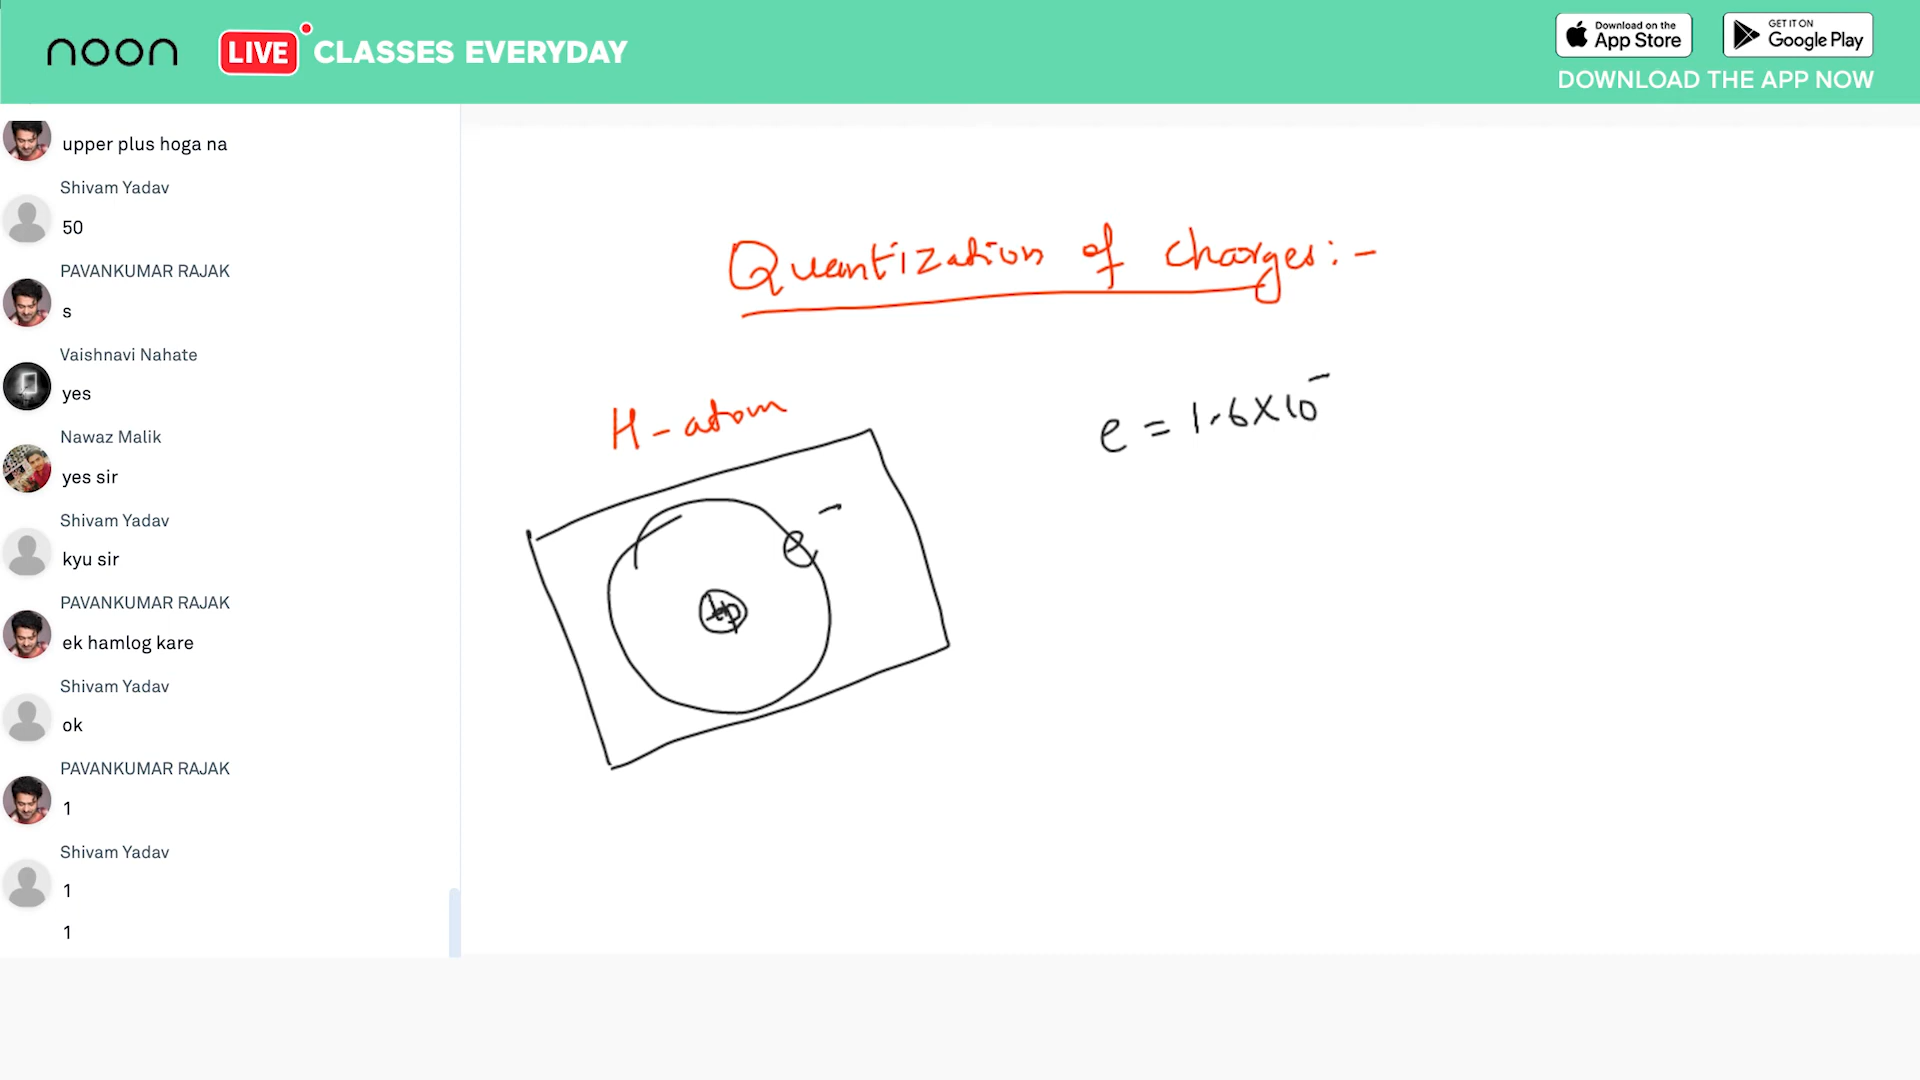 noon LIVE CLASSES EVERYDAY
Download on the App Store
GET IT ON Google Play
DOWNLOAD THE APP NOW
upper plus hoga na
Shivam Yadav
50
PAVANKUMAR RAJAK
s
Vaishnavi Nahate
yes
Nawaz Malik
yes sir
Shivam Yadav
kyu sir
PAVANKUMAR RAJAK
ek hamlog kare
Shivam Yadav
ok
PAVANKUMAR RAJAK
1
Shivam Yadav
1
1
Quantization of charges:-
H-atom
e = 1.6X10⁻
e⁻